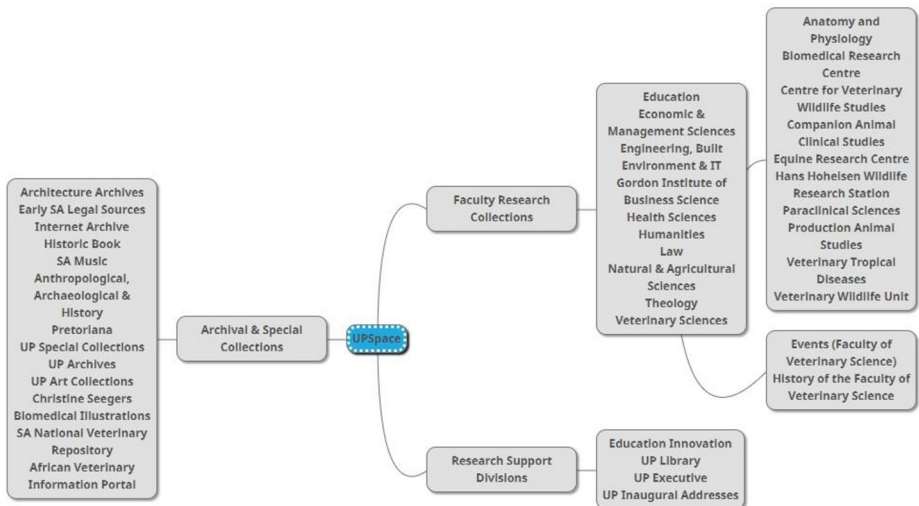 Architecture Archives
Early SA Legal Sources
Internet Archive
Historic Book
SA Music
Anthropological,
Archaeological &
History
Pretoriana
UP Special Collections
UP Archives
UP Art Collections
Christine Seegers
Biomedical Illustrations
SA National Veterinary
Repository
African Veterinary
Information Portal
Archival & Special
Collections
UPSpace
Faculty Research
Collections
Research Support
Divisions
Education
Economic &
Management Sciences
Engineering, Built
Environment & IT
Gordon Institute of
Business Science
Health Sciences
Humanities
Law
Natural & Agricultural
Sciences
Theology
Veterinary Sciences
Education Innovation
UP Library
UP Executive
UP Inaugural Addresses
Anatomy and
Physiology
Biomedical Research
Centre
Centre for Veterinary
Wildlife Studies
Companion Animal
Clinical Studies
Equine Research Centre
Hans Hoheisen Wildlife
Research Station
Paraclinical Sciences
Production Animal
Studies
Veterinary Tropical
Diseases
Veterinary Wildlife Unit
Events (Faculty of
Veterinary Science)
History of the Faculty of
Veterinary Science